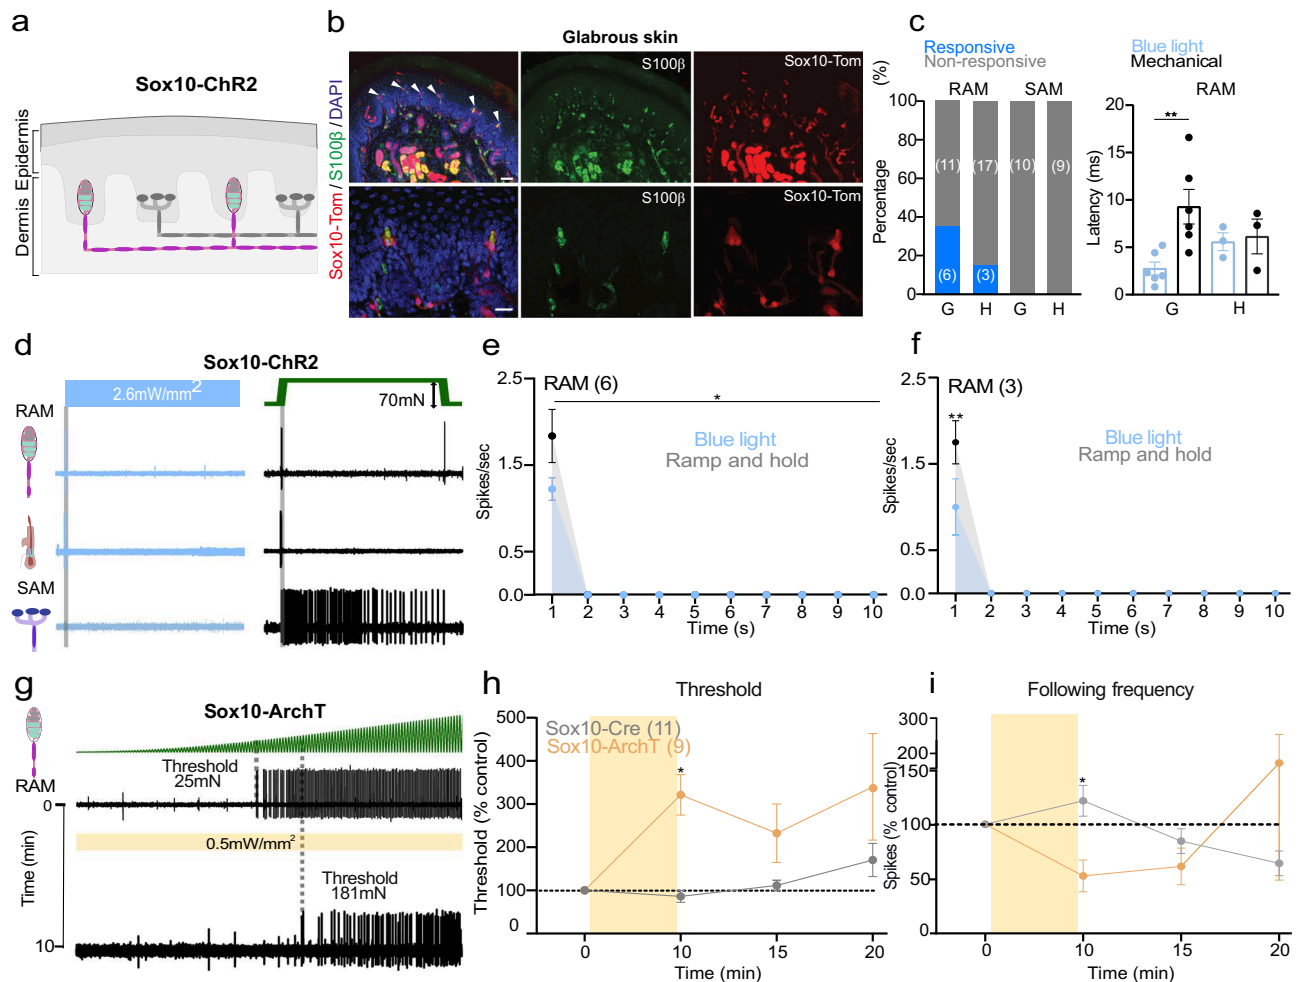 a
Sox10-ChR2
Dermis Epidermis
b
Glabrous skin
Sox10-Tom / S100β / DAPI
S100β
Sox10-Tom
S100β
Sox10-Tom
c
Responsive
Non-responsive
(%)
RAM SAM
Percentage
100
80
60
40
20
0
(11) (17) (10) (9)
(6) (3)
G H G H
Blue light
Mechanical
RAM
Latency (ms)
20
15
10
5
0
**
G H
d
Sox10-ChR2
RAM
2.6mW/mm2
70mN
SAM
e
RAM (6)
*
Blue light
Ramp and hold
Spikes/sec
2.5
1.5
0.5
0.0
1 2 3 4 5 6 7 8 9 10
Time (s)
f
RAM (3)
**
Blue light
Ramp and hold
Spikes/sec
2.5
1.5
0.5
0.0
1 2 3 4 5 6 7 8 9 10
Time (s)
g
Sox10-ArchT
RAM
Threshold
25mN
0
0.5mW/mm2
Time (min)
Threshold
181mN
10
h
Threshold
Sox10-Cre (11)
Sox10-ArchT (9)
*
Threshold (% control)
500
400
300
200
100
0
0 10 15 20
Time (min)
i
Following frequency
*
Spikes (% control)
300
200
150
100
50
0
0 10 15 20
Time (min)